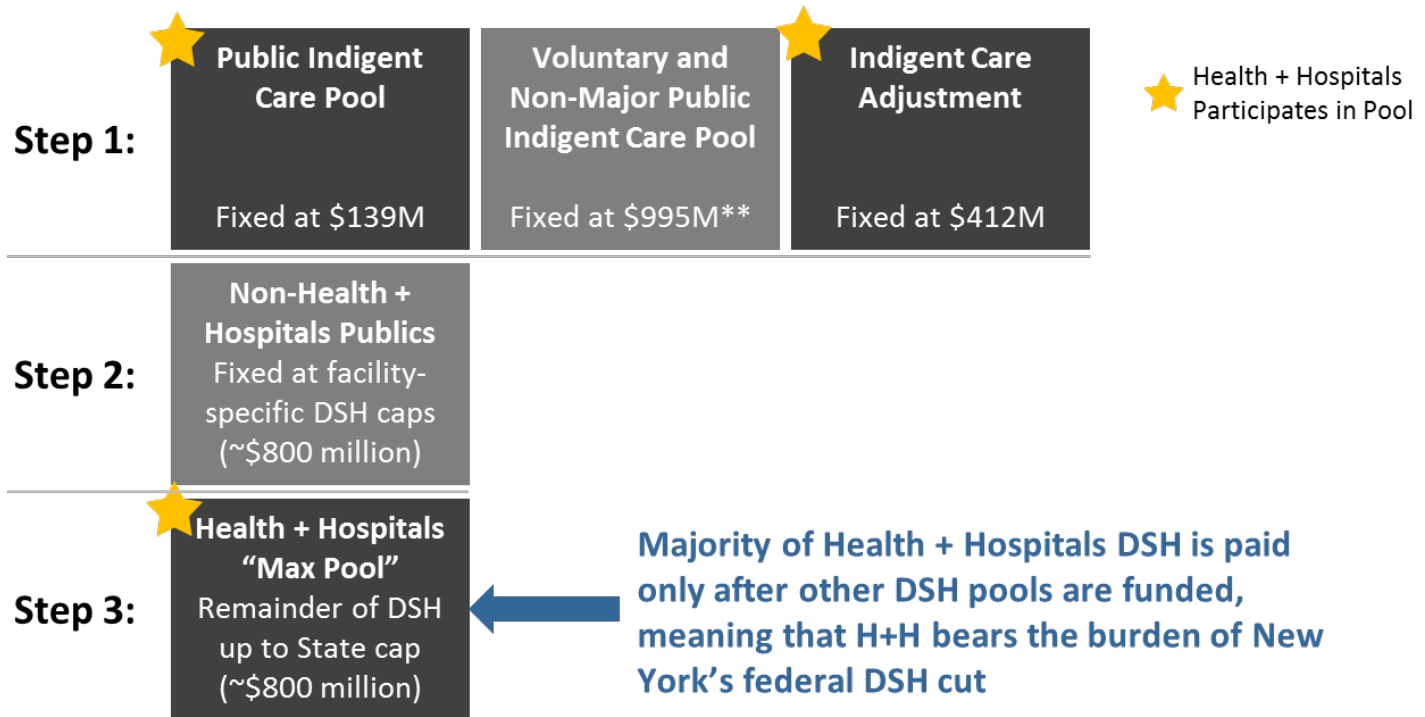 Step 1:
Public Indigent
Care Pool
Fixed at $139M
Voluntary and
Non-Major Public
Indigent Care Pool
Fixed at $995M**
Indigent Care
Adjustment
Fixed at $412M
Health + Hospitals
Participates in Pool
Step 2:
Non-Health +
Hospitals Publics
Fixed at facility-
specific DSH caps
(~$800 million)
Step 3:
Health + Hospitals
“Max Pool”
Remainder of DSH
up to State cap
(~$800 million)
Majority of Health + Hospitals DSH is paid
only after other DSH pools are funded,
meaning that H+H bears the burden of New
York’s federal DSH cut